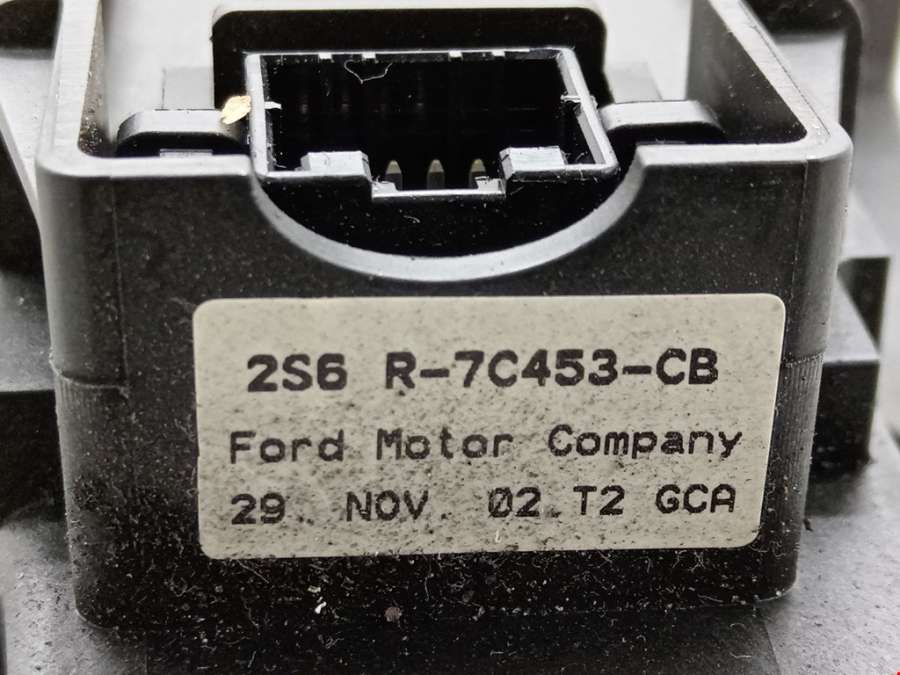 2S6 R-7C453-CB
Ford Motor Company
29. NOV. 02 T2 GCA